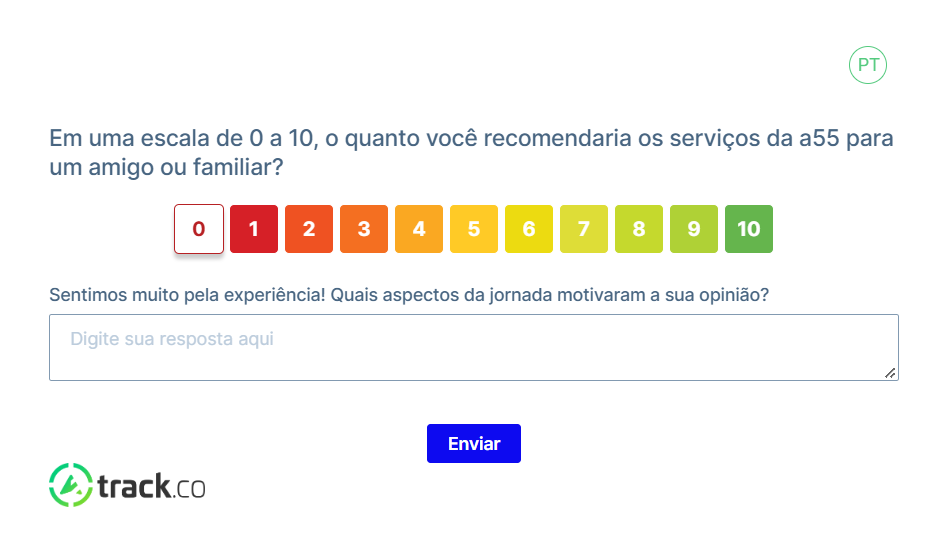 PT
Em uma escala de 0 a 10, o quanto você recomendaria os serviços da a55 para
um amigo ou familiar?
0 1 2 3 4 5 6 7 8 9 10
Sentimos muito pela experiência! Quais aspectos da jornada motivaram a sua opinião?
Digite sua resposta aqui
Enviar
track.co